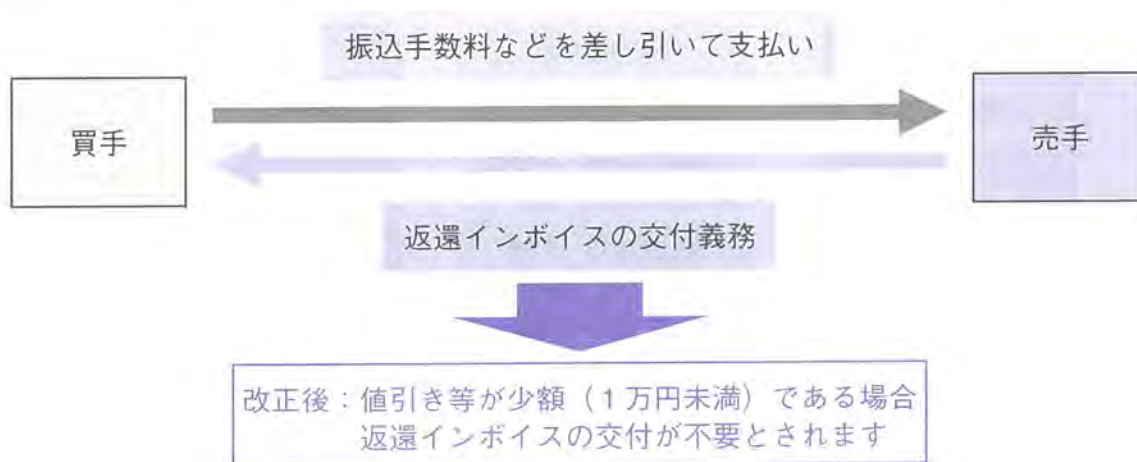 振込手数料などを差し引いて支払い
買手
売手
返還インボイスの交付義務
改正後：値引き等が少額（１万円未満）である場合
返還インボイスの交付が不要とされます